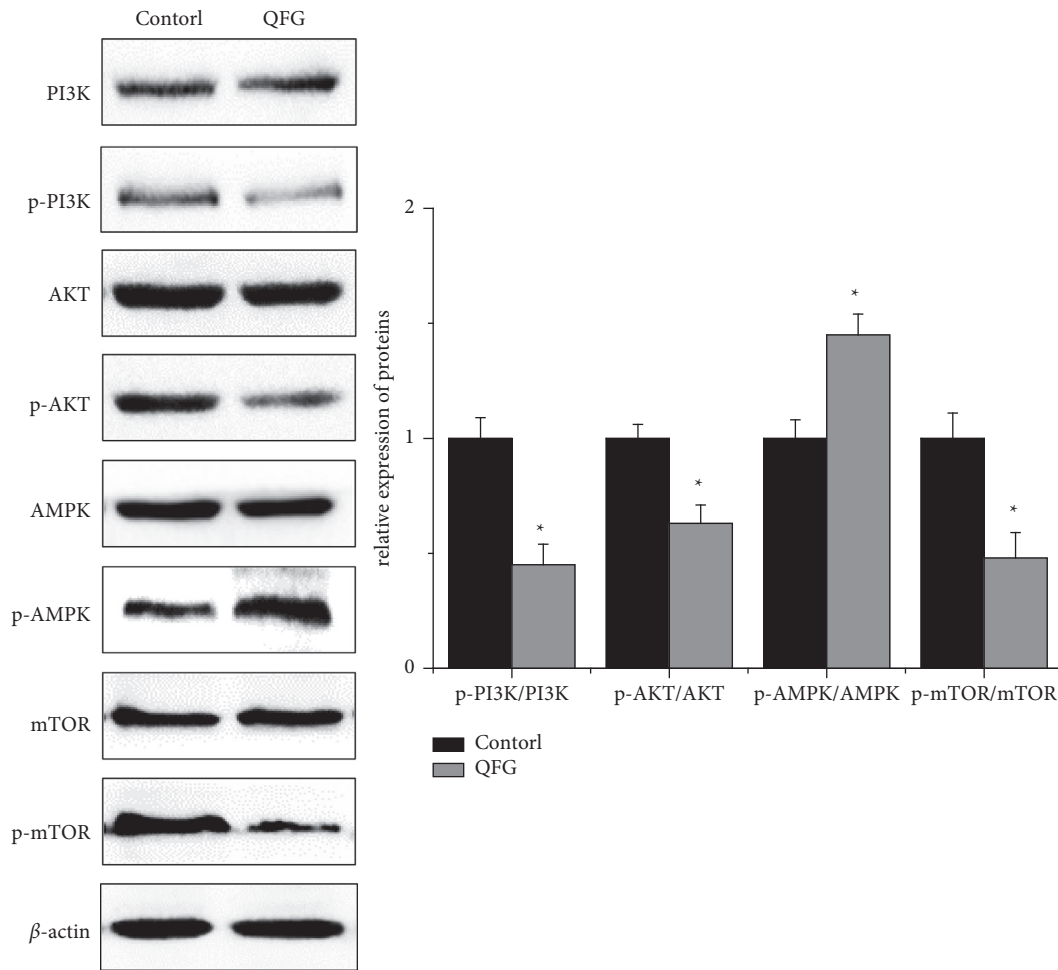 Contorl QFG
PI3K
p-PI3K
AKT
p-AKT
AMPK
p-AMPK
mTOR
p-mTOR
β-actin
relative expression of proteins
2
1
0
*
*
*
*
p-PI3K/PI3K p-AKT/AKT p-AMPK/AMPK p-mTOR/mTOR
Contorl
QFG